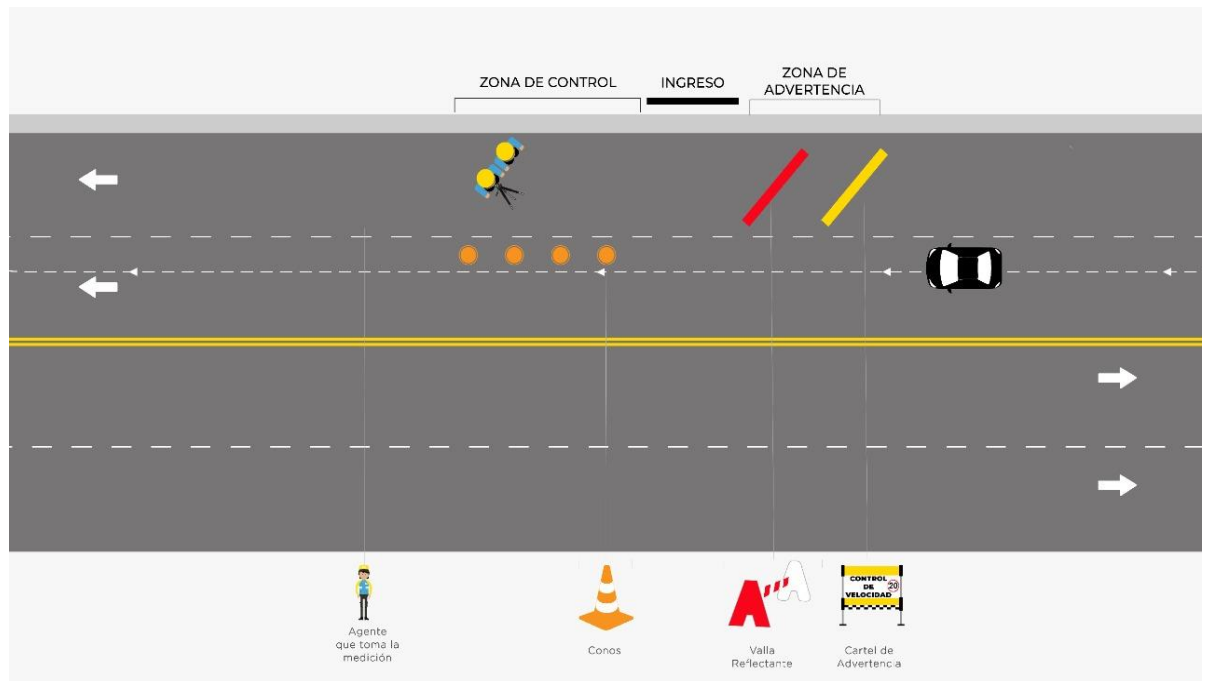 ZONA DE CONTROL
INGRESO
ZONA DE
ADVERTENCIA
Agente
que toma la
medición
Conos
Valla
Reflectante
CONTROL
DE
VELOCIDAD
20
Cartel de
Advertencia